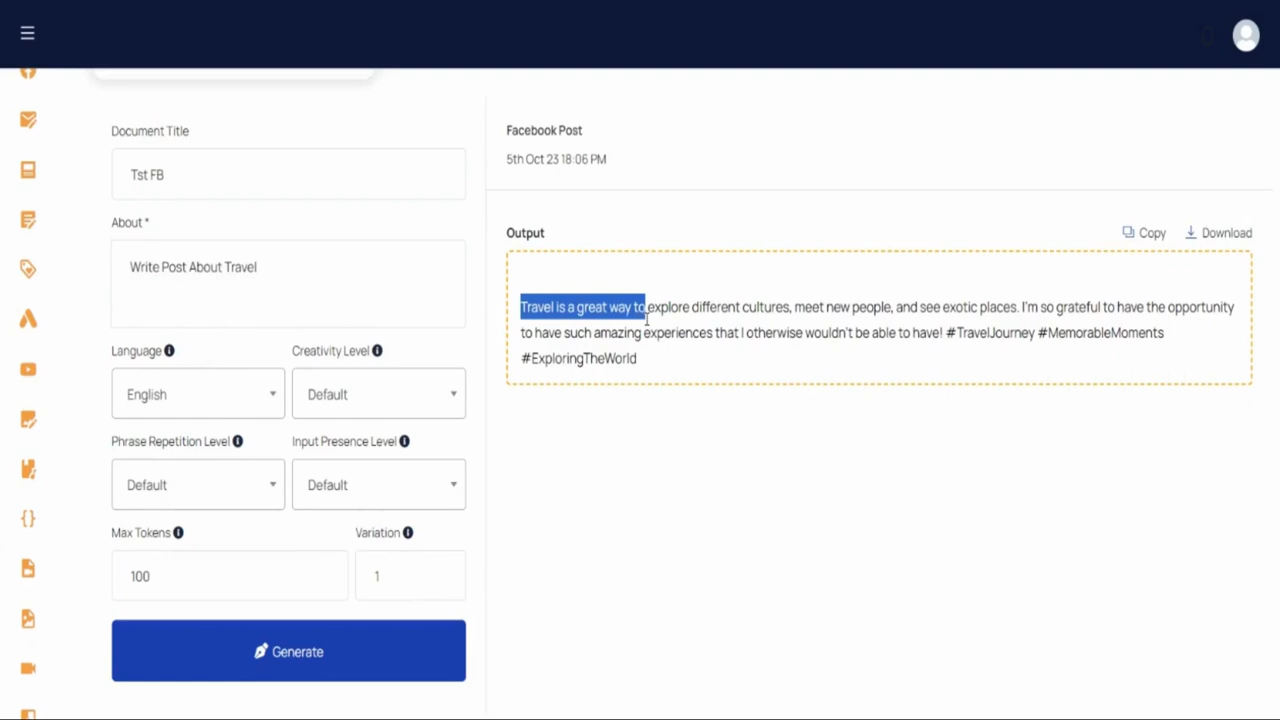 Document Title
Tst FB
About *
Write Post About Travel
Language
Creativity Level
English
Default
Phrase Repetition Level
Input Presence Level
Default
Default
Max Tokens
Variation
100
1
Generate
Facebook Post
5th Oct 23 18:06 PM
Output
Copy
Download
Travel is a great way to explore different cultures, meet new people, and see exotic places. I'm so grateful to have the opportunity
to have such amazing experiences that I otherwise wouldn't be able to have! #TravelJourney #MemorableMoments
#ExploringTheWorld